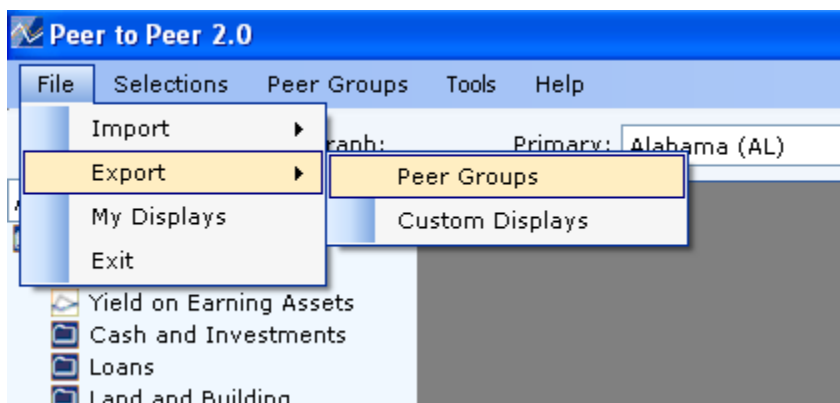 Peer to Peer 2.0
File Selections Peer Groups Tools Help
Import
Primary: Alabama (AL)
Export
Peer Groups
My Displays
Custom Displays
Exit
Yield on Earning Assets
Cash and Investments
Loans
Land and Building